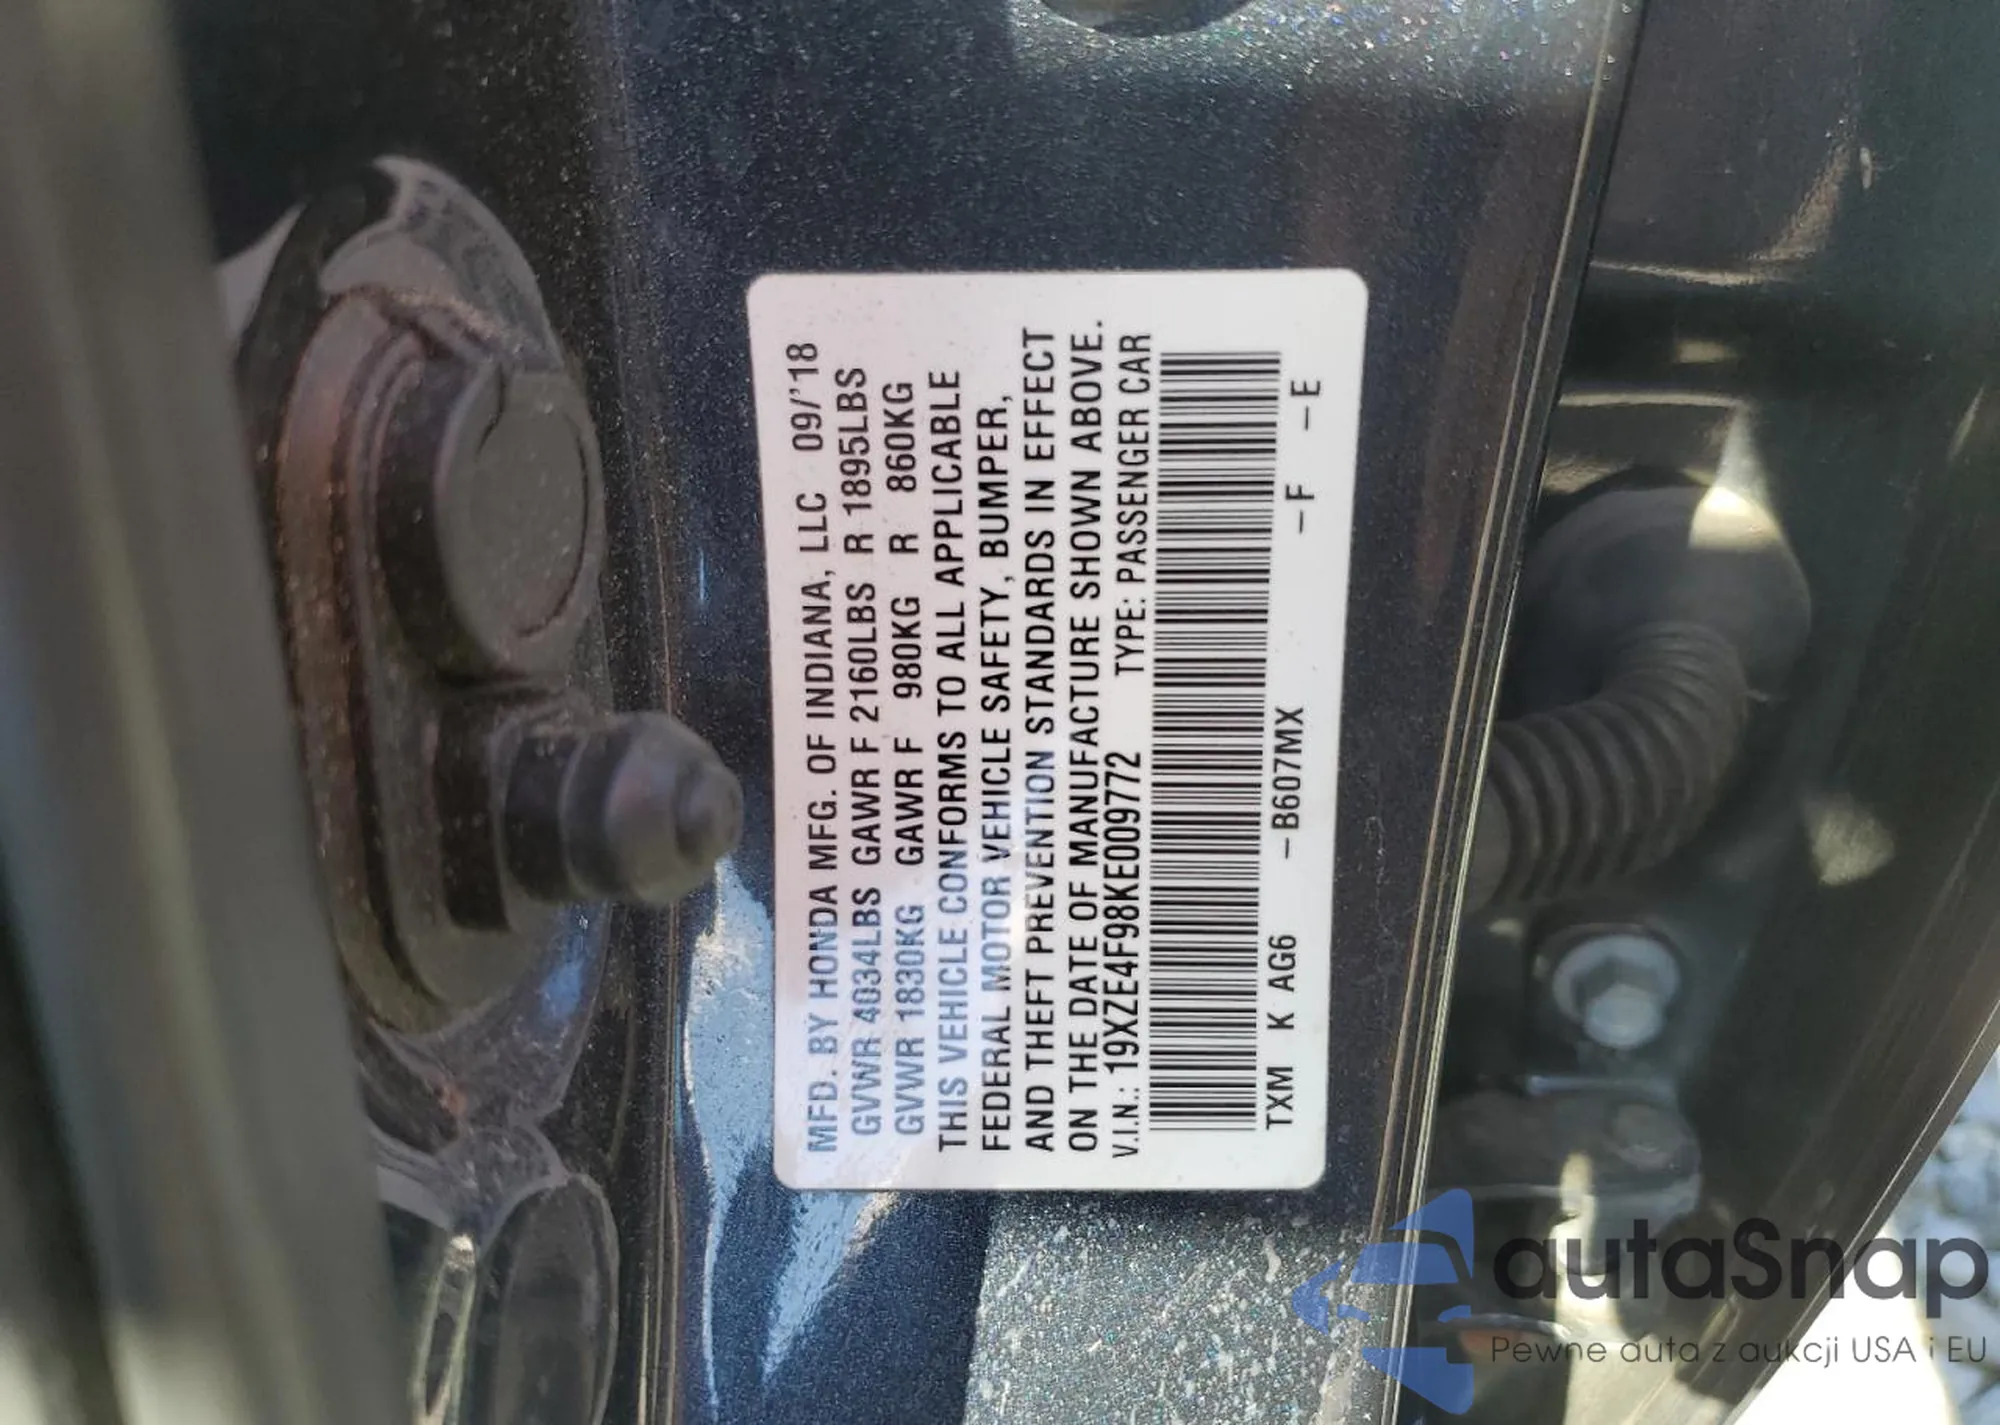 MFD. BY HONDA MFG. OF INDIANA, LLC 09/'18
GVWR 4034LBS GAWR F 2160LBS R 1895LBS
GVWR 1830KG GAWR F 980KG R 860KG
THIS VEHICLE CONFORMS TO ALL APPLICABLE
FEDERAL MOTOR VEHICLE SAFETY, BUMPER,
AND THEFT PREVENTION STANDARDS IN EFFECT
ON THE DATE OF MANUFACTURE SHOWN ABOVE.
V.I.N.: 19XZE4F98KE009772 TYPE: PASSENGER CAR
TXM K AG6 -B607MX -F -E
autaSnap
Pewne auta z aukcji USA i EU